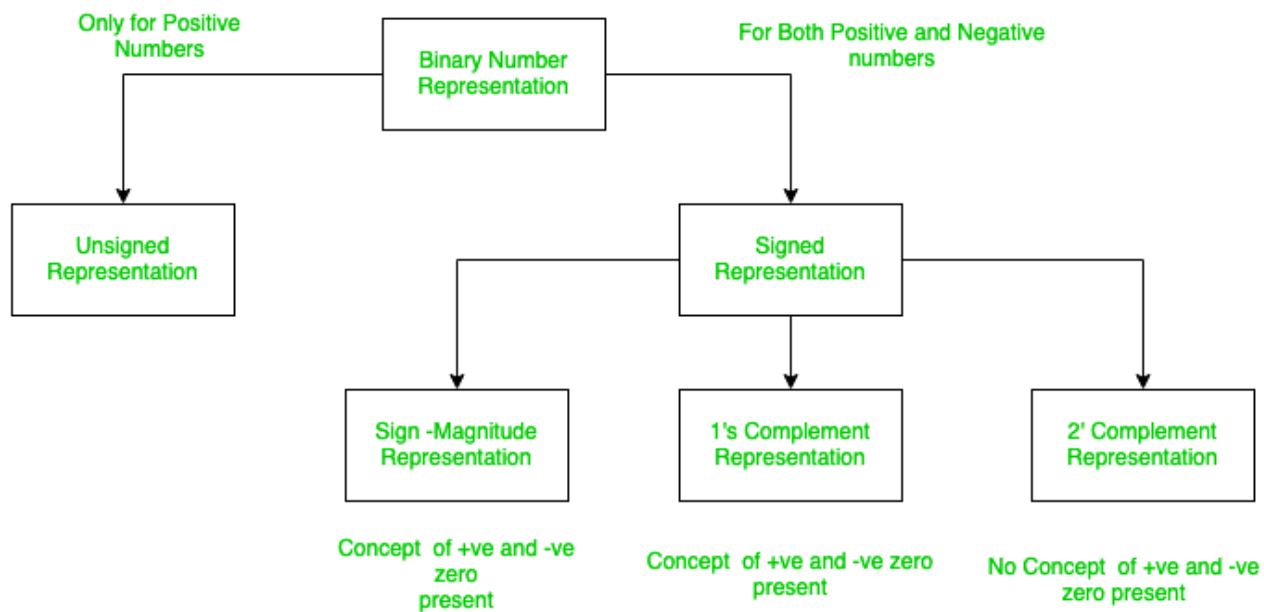 Only for Positive
Numbers
Binary Number
Representation
For Both Positive and Negative
numbers
Unsigned
Representation
Signed
Representation
Sign -Magnitude
Representation
1's Complement
Representation
2' Complement
Representation
Concept of +ve and -ve
zero
present
Concept of +ve and -ve zero
present
No Concept of +ve and -ve
zero present